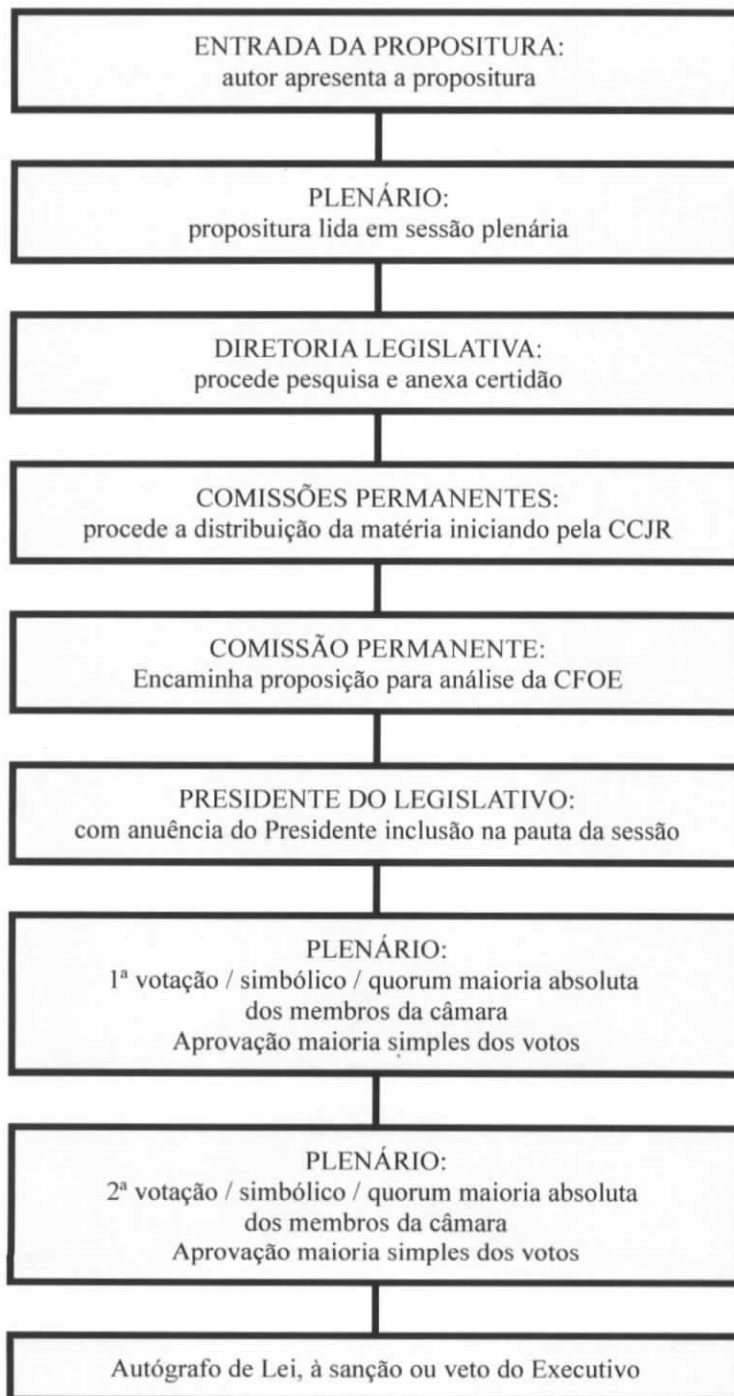 ENTRADA DA PROPOSITURA:
autor apresenta a propositura
PLENÁRIO:
propositura lida em sessão plenária
DIRETORIA LEGISLATIVA:
procede pesquisa e anexa certidão
COMISSÕES PERMANENTES:
procede a distribuição da matéria iniciando pela CCJR
COMISSÃO PERMANENTE:
Encaminha proposição para análise da CFOE
PRESIDENTE DO LEGISLATIVO:
com anuência do Presidente inclusão na pauta da sessão
PLENÁRIO:
1ª votação / simbólico / quorum maioria absoluta
dos membros da câmara
Aprovação maioria simples dos votos
PLENÁRIO:
2ª votação / simbólico / quorum maioria absoluta
dos membros da câmara
Aprovação maioria simples dos votos
Autógrafo de Lei, à sanção ou veto do Executivo